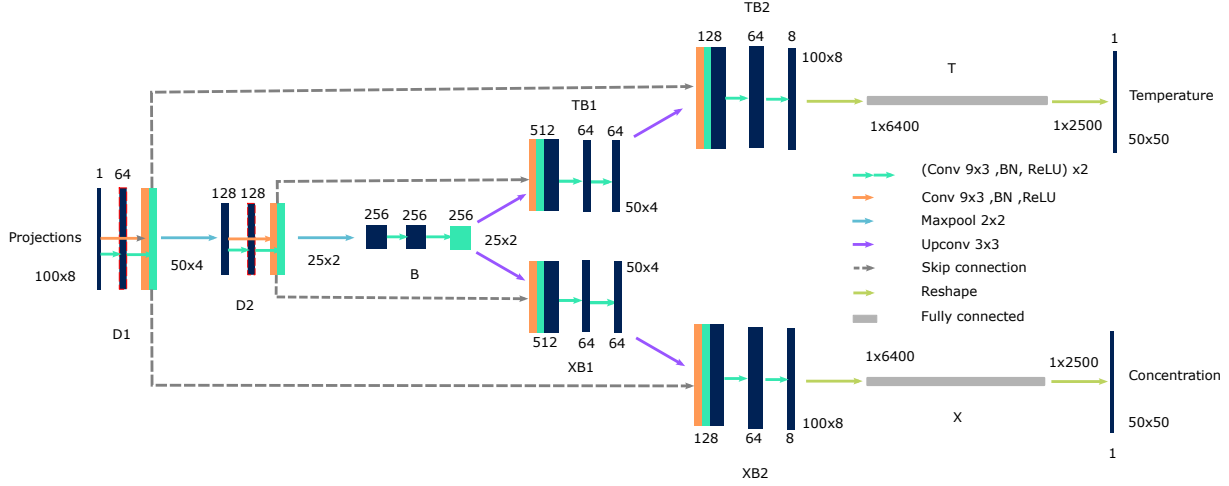 TB2
128 64 8
100x8
1
T
Temperature
1x6400
1x2500
50x50
TB1
512 64 64
50x4
(Conv 9x3 ,BN, ReLU) x2
Conv 9x3 ,BN ,ReLU
Maxpool 2x2
Upconv 3x3
Skip connection
Reshape
Fully connected
1 64
Projections
100x8
50x4
D1
128 128
25x2
D2
256 256 256
25x2
B
50x4
512 64 64
XB1
1x6400
1x2500
X
Concentration
50x50
128 64 8
100x8
XB2
1